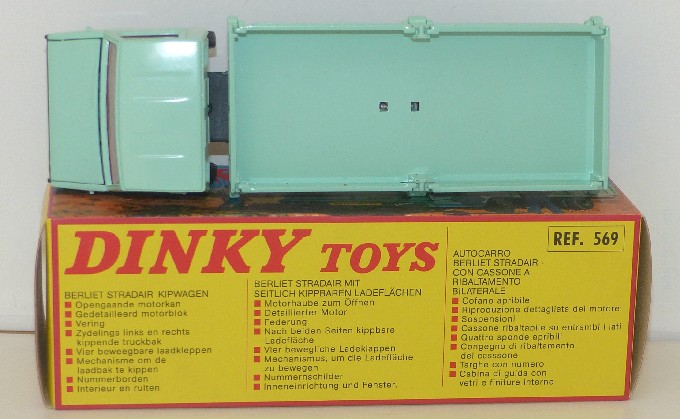 DINKY TOYS
REF. 569
BERLIET STRADAIR KIPWAGEN
■ Opengaande motorkan
■ Gedetailleerd motorblok
■ Vering
■ Zydelings links en rechts
kippende truckbak
■ Vier beweegbare laadkleppen
■ Mechanisme om de
laadbak te kippen
■ Nummerborden
■ Interieur en ruiten
BERLIET STRADAIR MIT
SEITLICH KIPPBAREN LADEFLÄCHEN
■ Motorhaube zum Öffnen
■ Detaillierter Motor
■ Federung
■ Nach beiden Seiten kippbare
Ladefläche
■ Vier bewegliche Ladeklappen
■ Mechanismus, um die Ladefläche
zu bewegen
■ Nummernschilder
■ Inneneinrichtung und Fenster.
AUTOCARRO
BERLIET STRADAIR -
CON CASSONE A
RIBALTAMENTO
BILATERALE
■ Cofano apribile
■ Riproduzione dettagliata del motore
■ Sospensioni
■ Cassone ribaltabile su entrambi i lati
■ Quattro sponde apribili
■ Congegno di ribaltamento
del cassone
■ Targhe con numero
■ Cabina di guida con
vetri e finiture interne